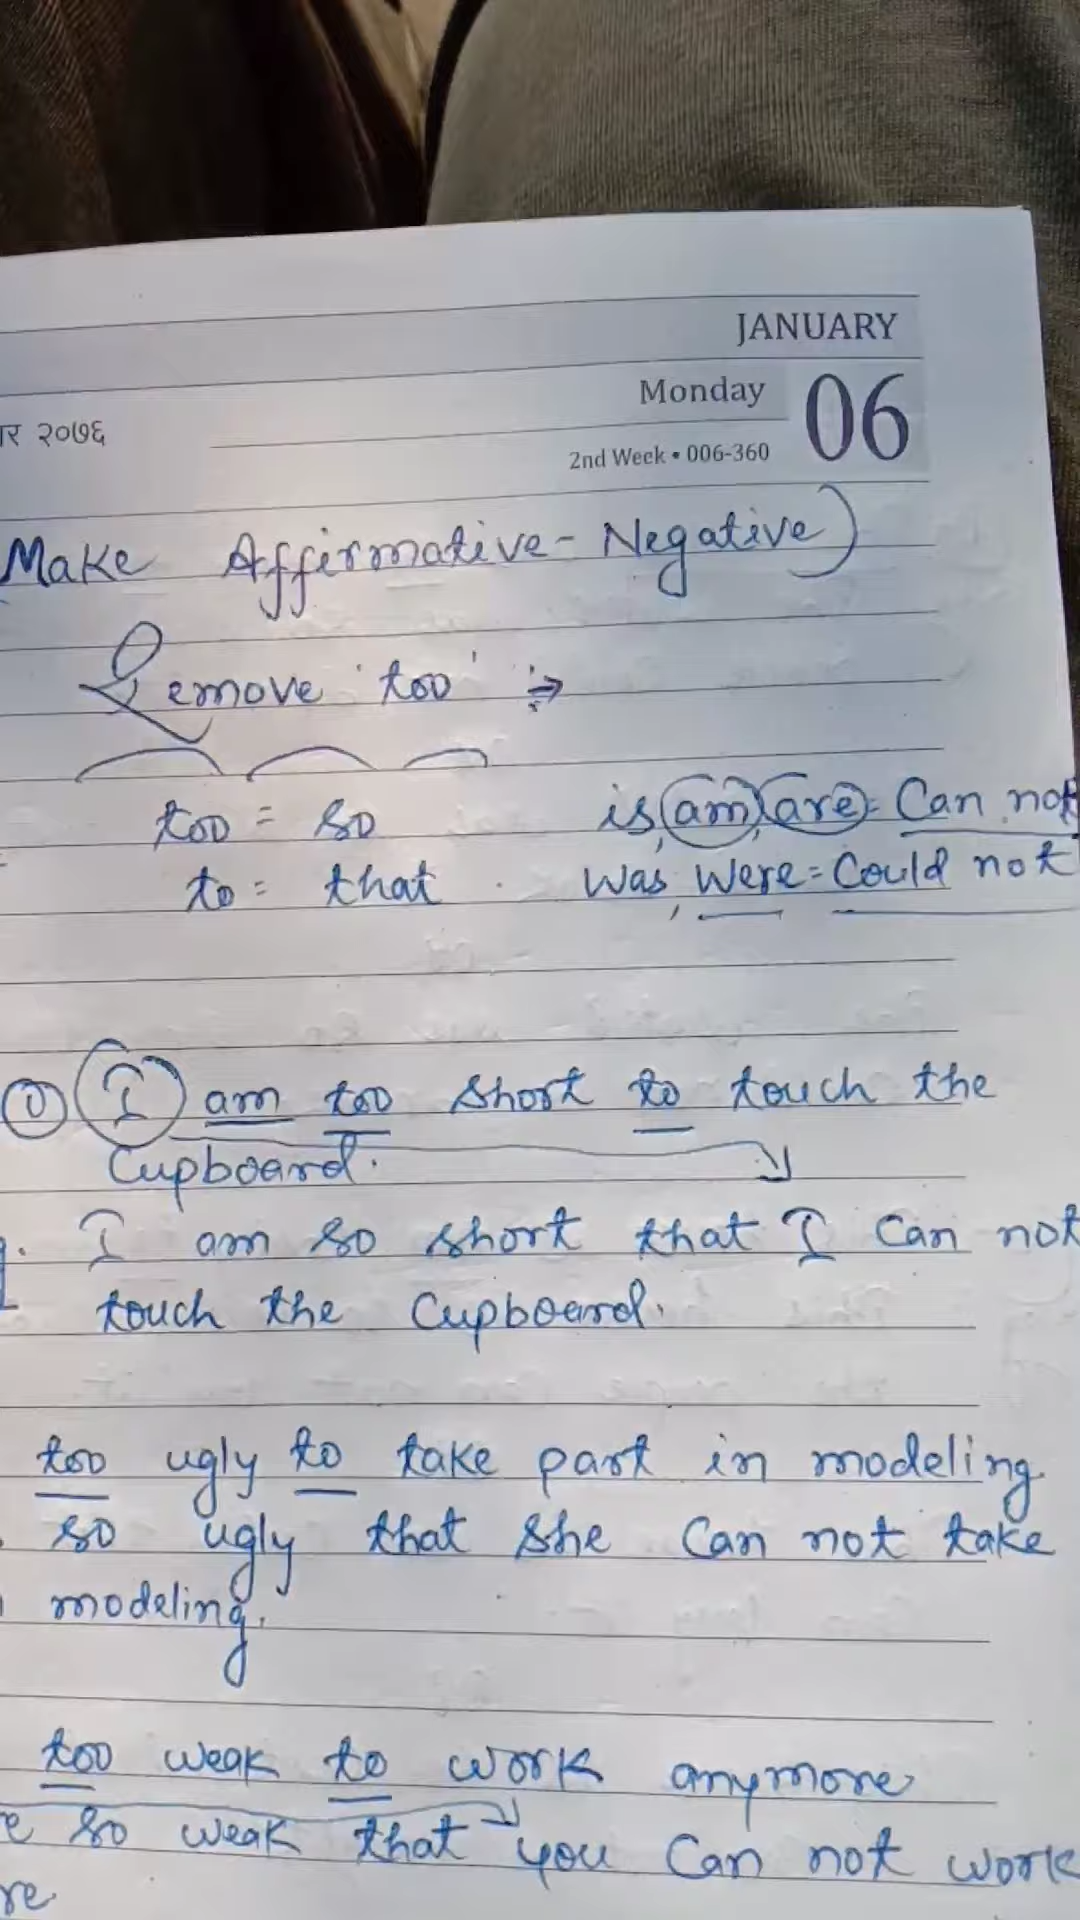 JANUARY
Monday 06
२०७६
2nd Week • 006-360
Make Affirmative - Negative)
Remove 'too' :⇒
too = so
is, am, are = Can not
to = that
was, were = Could not
① I am too short to touch the
Cupboard.
I am so short that I Can not
touch the Cupboard.
too ugly to take part in modeling
so ugly that she Can not take
modeling.
too weak to work anymore
so weak that you Can not work